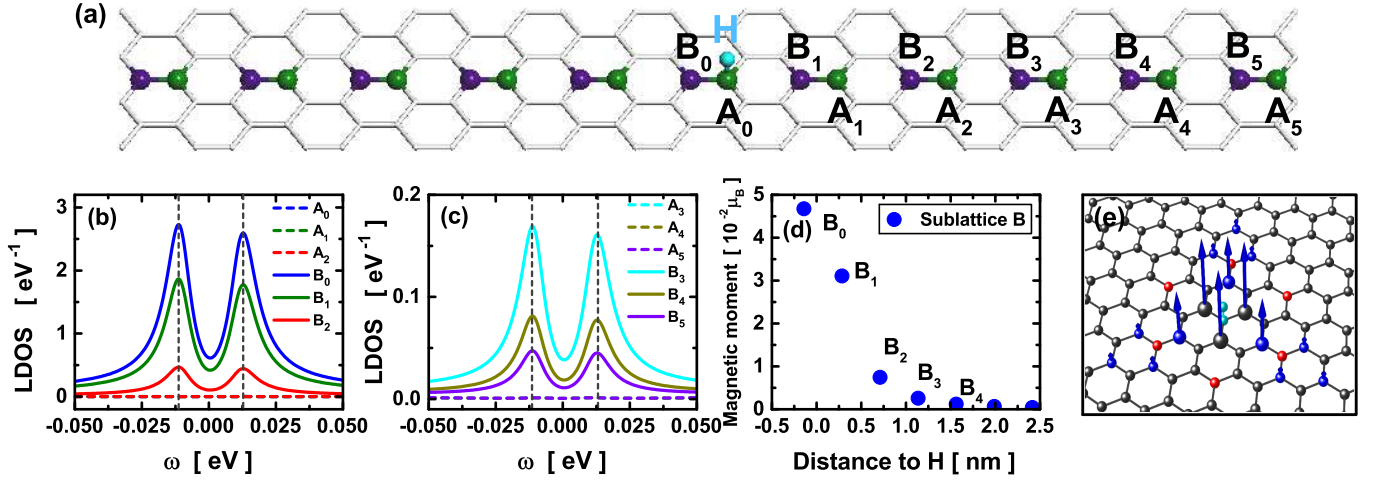 (a)
H
B₀ B₁ B₂ B₃ B₄ B₅
A₀ A₁ A₂ A₃ A₄ A₅
(b)
LDOS [ eV⁻¹ ]
3
2
1
0
-0.050 -0.025 0.000 0.025 0.050
ω [ eV ]
A₀
A₁
A₂
B₀
B₁
B₂
(c)
LDOS [ eV⁻¹ ]
0.2
0.1
0.0
-0.050 -0.025 0.000 0.025 0.050
ω [ eV ]
A₃
A₄
A₅
B₃
B₄
B₅
(d)
Magnetic moment [ 10⁻² μ_B ]
5
4
3
2
1
0
-0.5 0.0 0.5 1.0 1.5 2.0 2.5
Distance to H [ nm ]
Sublattice B
B₀
B₁
B₂
B₃
B₄
(e)